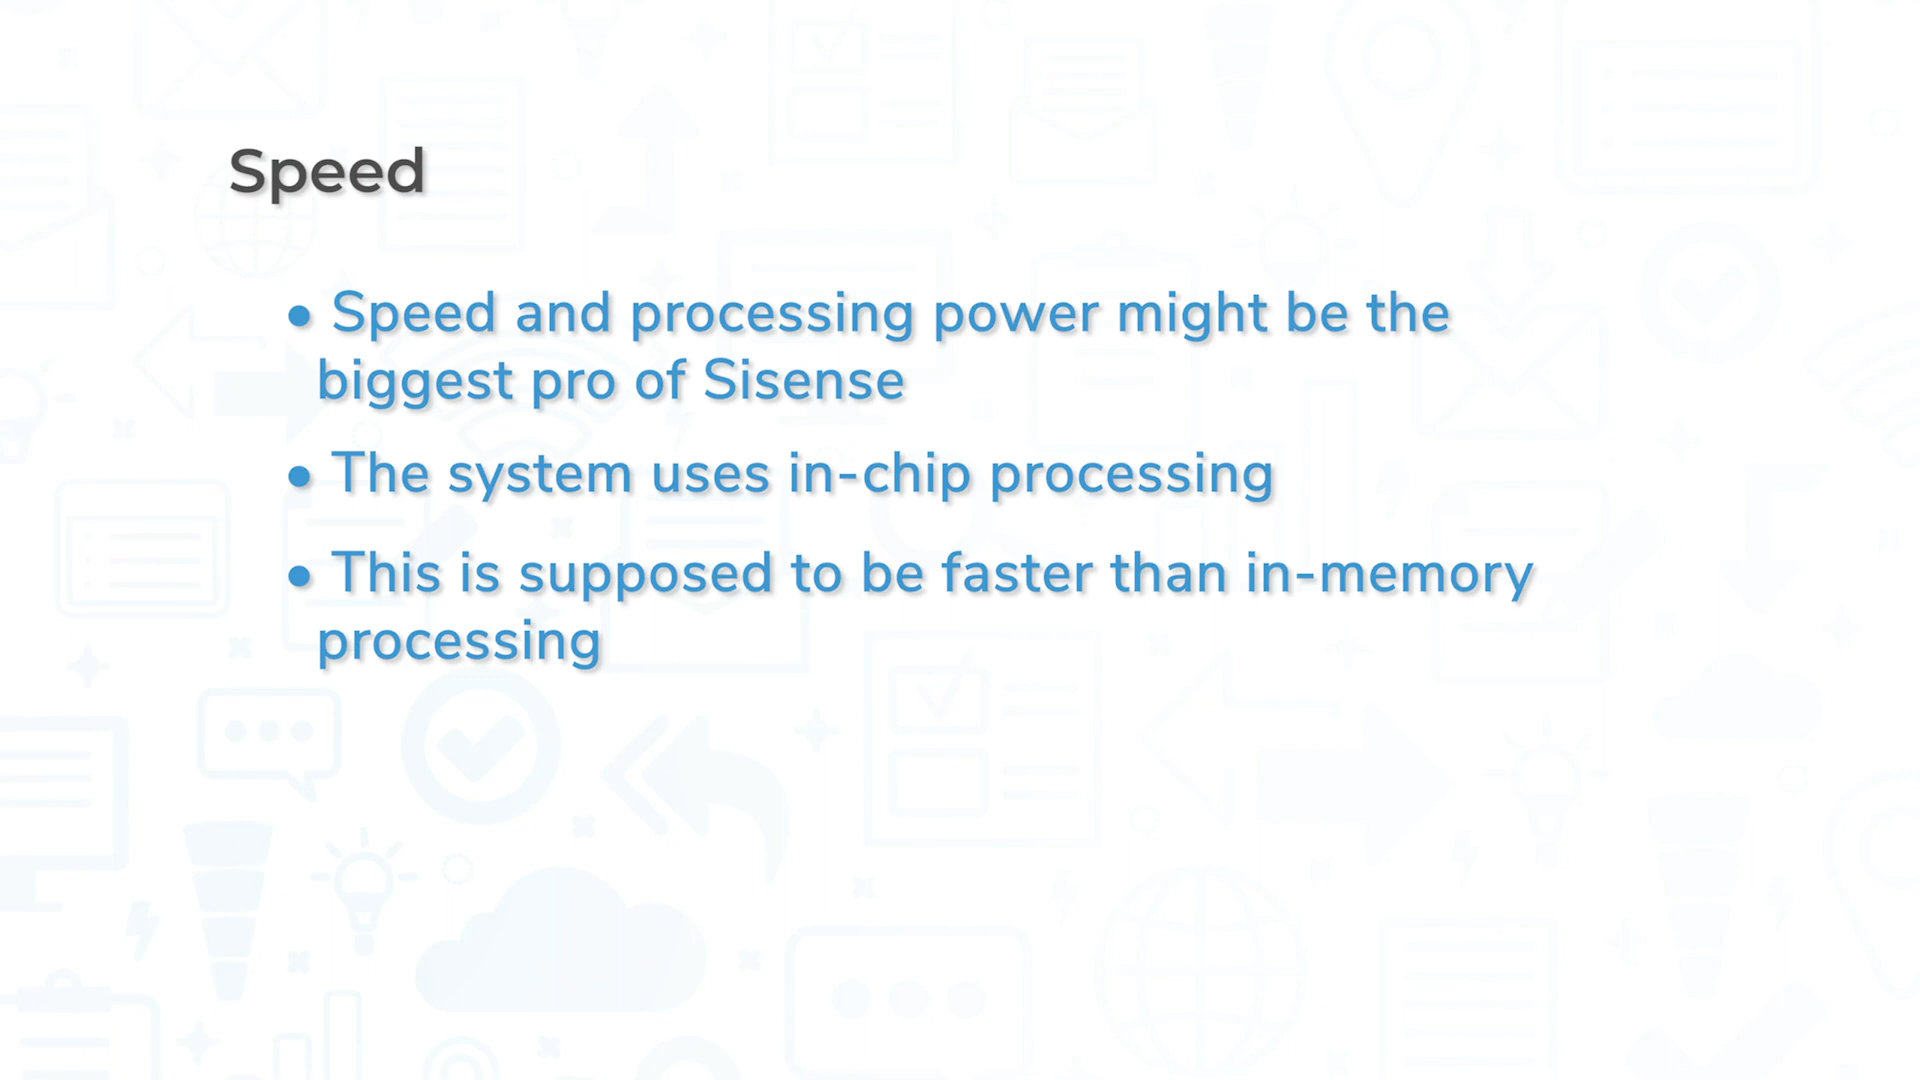 Speed
• Speed and processing power might be the
biggest pro of Sisense
• The system uses in-chip processing
• This is supposed to be faster than in-memory
processing